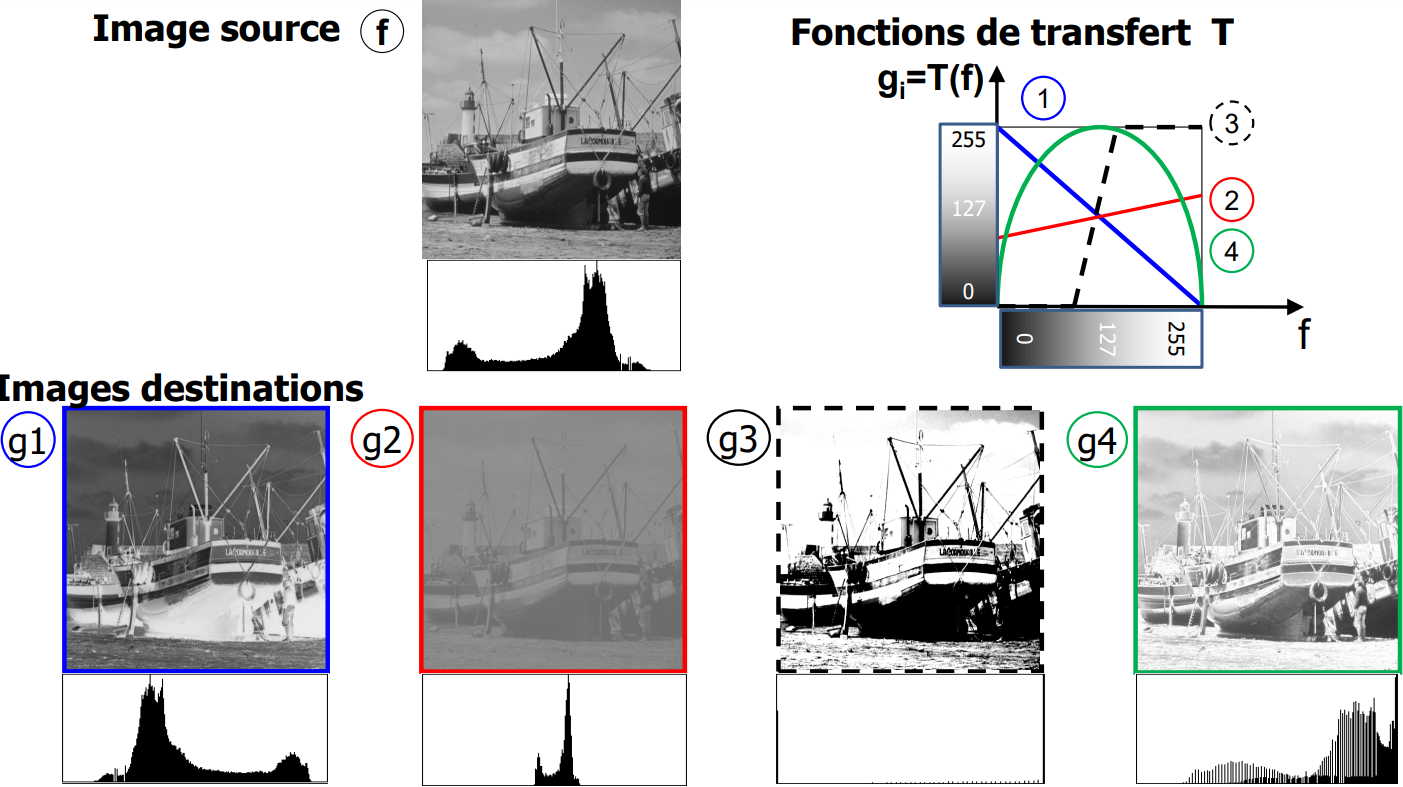 Image source f
Fonctions de transfert T
gi=T(f)
1
3
255
127
2
4
0
0
127
255
f
Images destinations
g1
g2
g3
g4